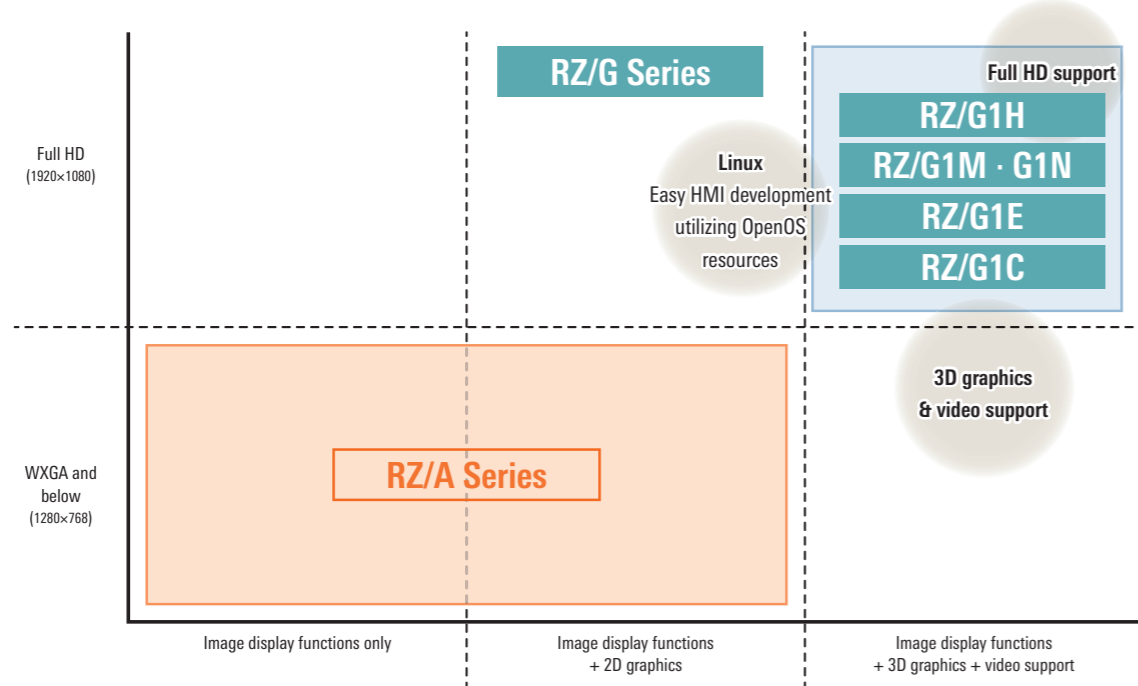 RZ/G Series
Full HD support
RZ/G1H
RZ/G1M · G1N
RZ/G1E
RZ/G1C
Full HD
(1920×1080)
Linux
Easy HMI development
utilizing OpenOS
resources
3D graphics
& video support
RZ/A Series
WXGA and
below
(1280×768)
Image display functions only
Image display functions
+ 2D graphics
Image display functions
+ 3D graphics + video support